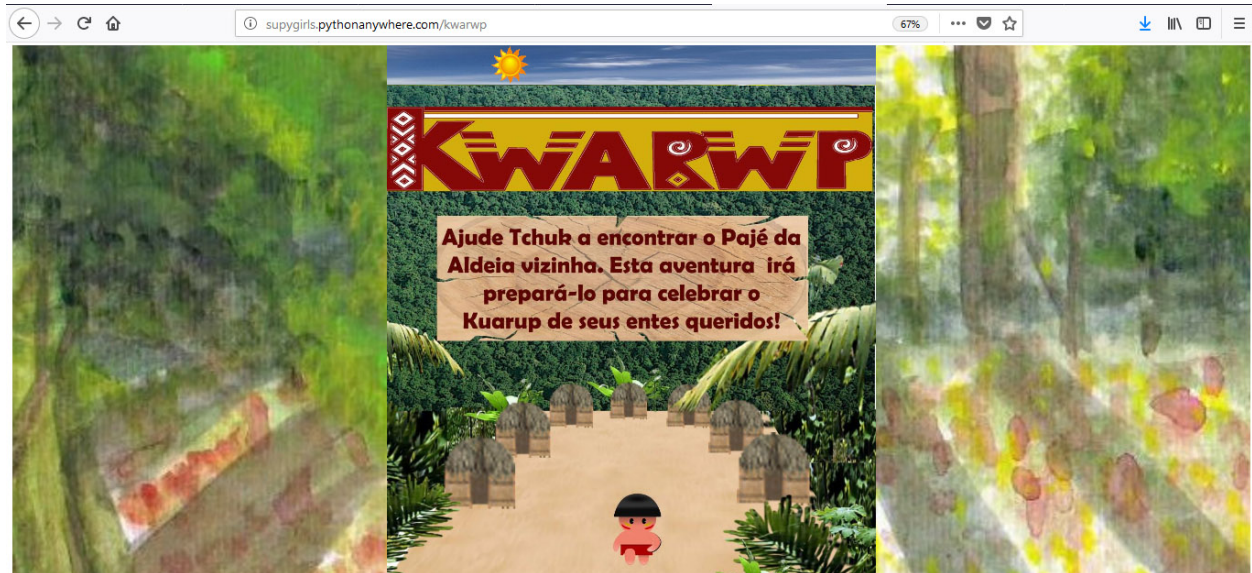 supygirls.pythonanywhere.com/kwarwp
67%
KWARWP
Ajude Tchuk a encontrar o Pajé da
Aldeia vizinha. Esta aventura irá
prepará-lo para celebrar o
Kuarup de seus entes queridos!